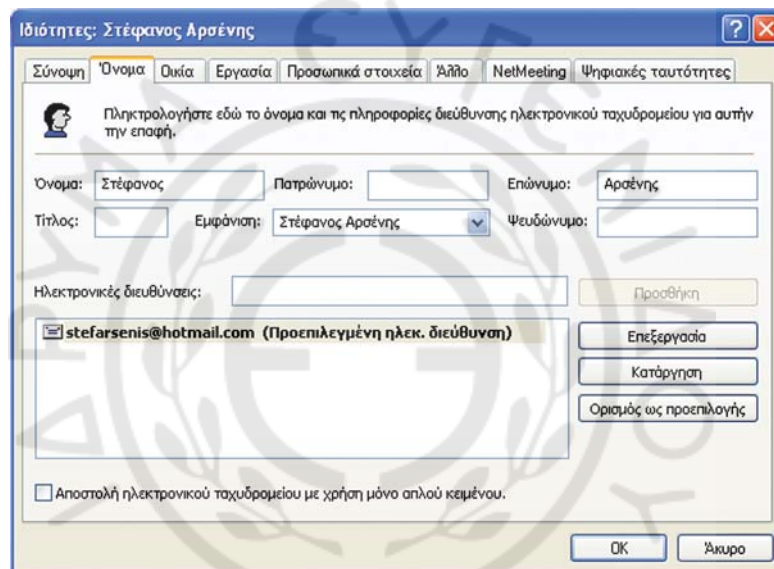 Ιδιότητες: Στέφανος Αρσένης
Σύνοψη Όνομα Οικία Εργασία Προσωπικά στοιχεία Άλλο NetMeeting Ψηφιακές ταυτότητες
Πληκτρολογήστε εδώ το όνομα και τις πληροφορίες διεύθυνσης ηλεκτρονικού ταχυδρομείου για αυτήν
την επαφή.
Όνομα: Στέφανος Πατρώνυμο: Επώνυμο: Αρσένης
Τίτλος: Εμφάνιση: Στέφανος Αρσένης Ψευδώνυμο:
Ηλεκτρονικές διευθύνσεις: Προσθήκη
stefarsenis@hotmail.com (Προεπιλεγμένη ηλεκ. διεύθυνση)
Επεξεργασία
Κατάργηση
Ορισμός ως προεπιλογής
Αποστολή ηλεκτρονικού ταχυδρομείου με χρήση μόνο απλού κειμένου.
OK Άκυρο